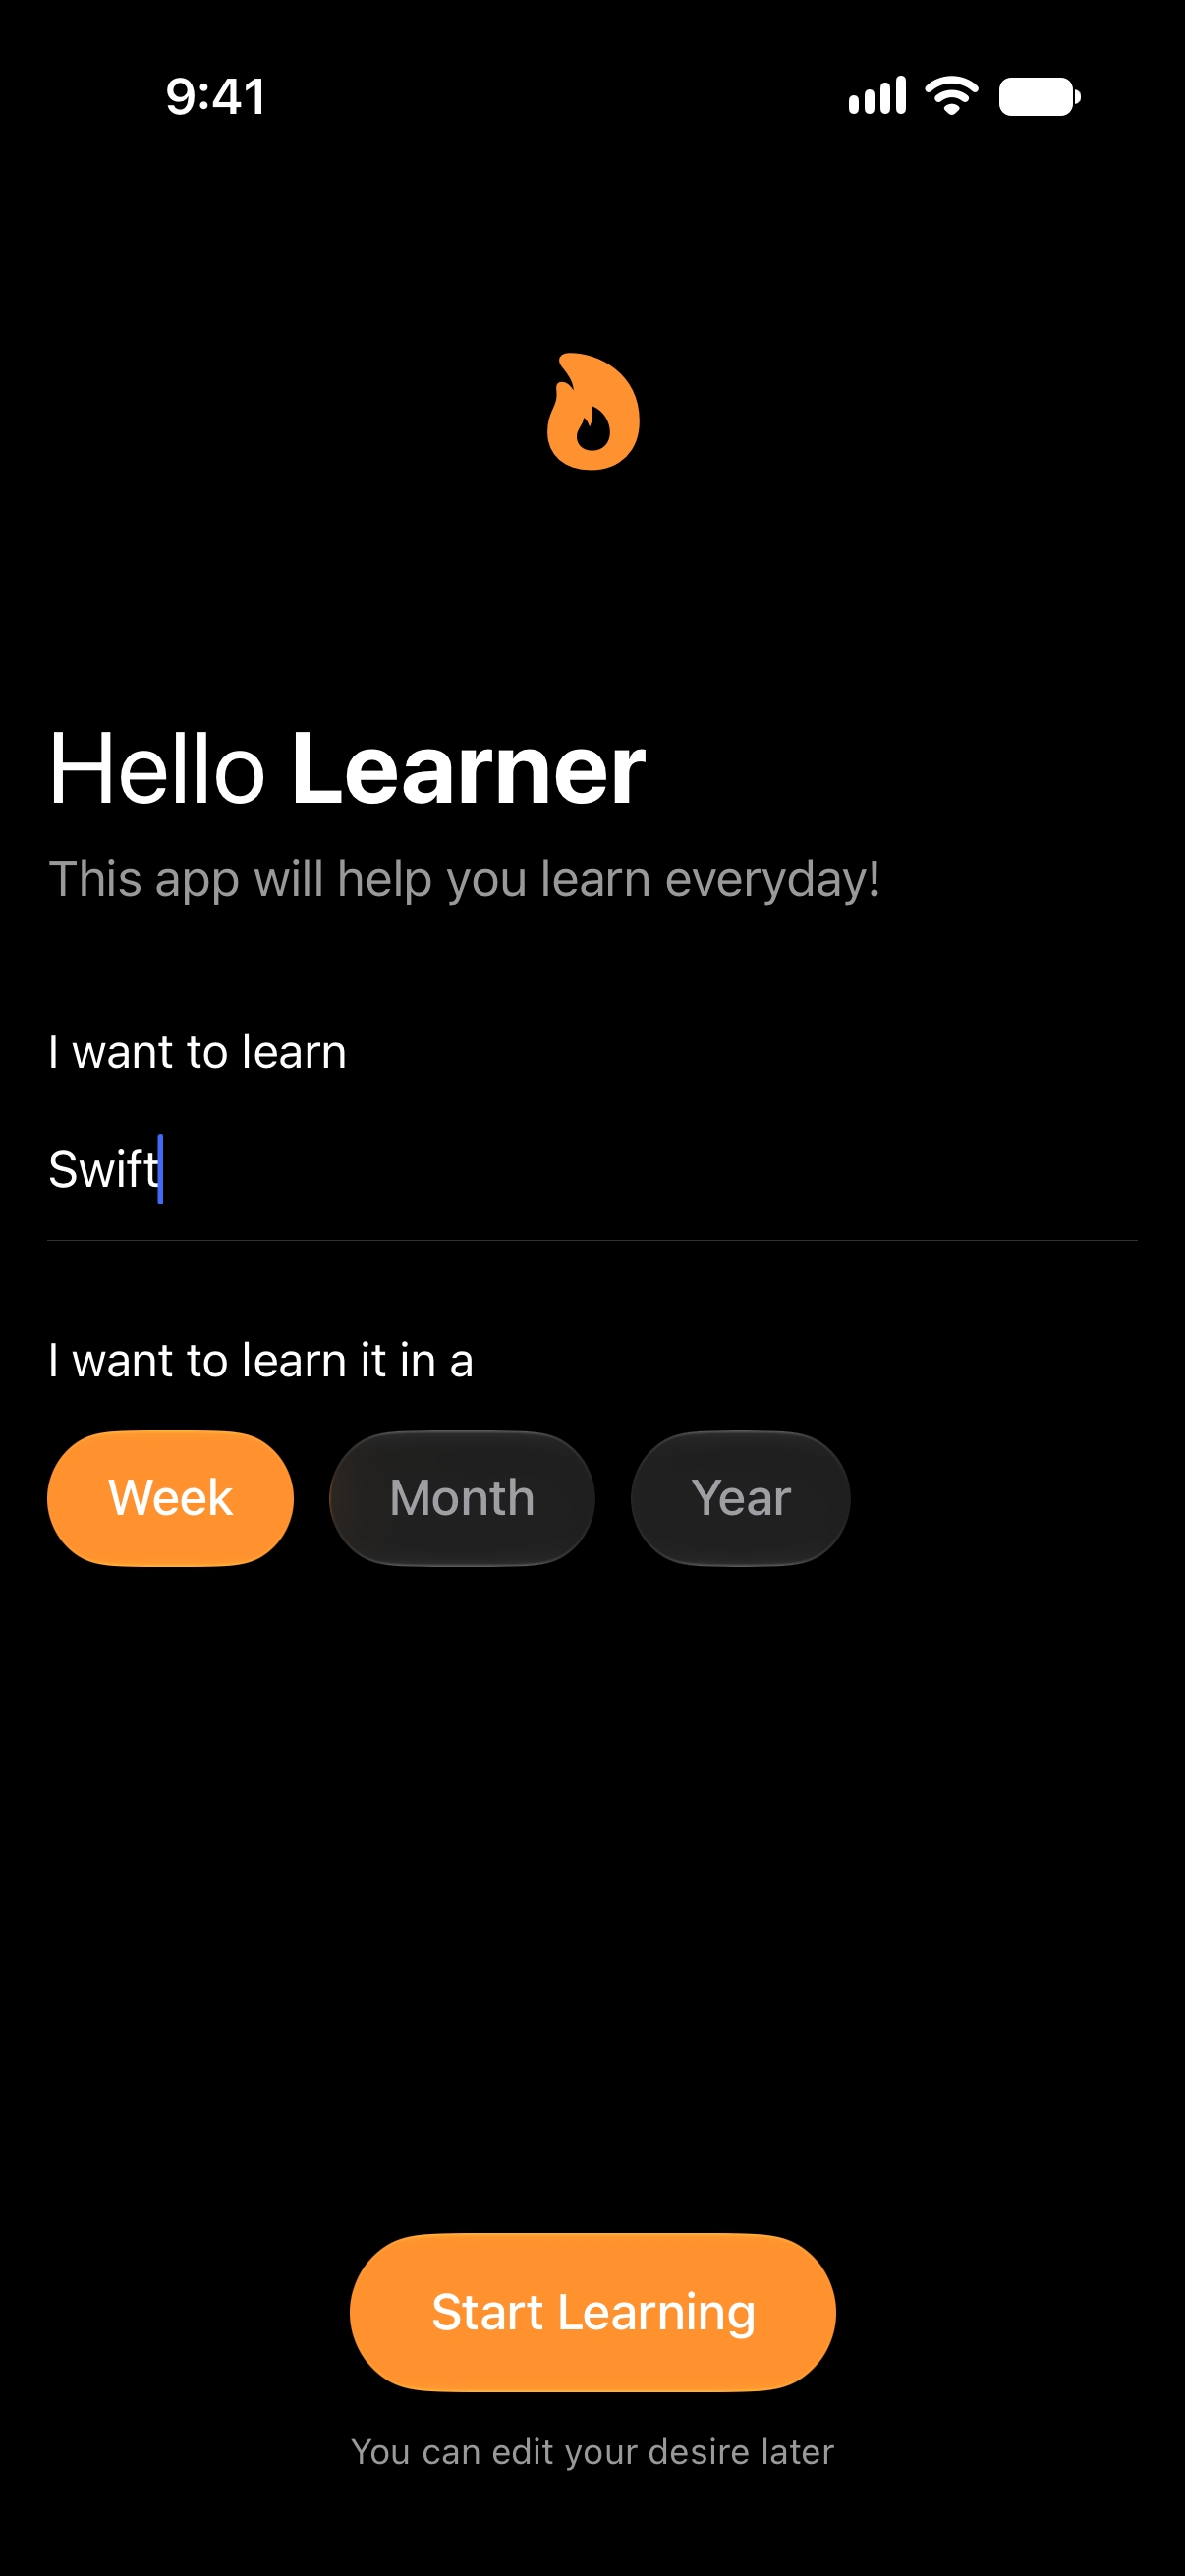 9:41
Hello Learner
This app will help you learn everyday!
I want to learn
Swift
I want to learn it in a
Week Month Year
Start Learning
You can edit your desire later